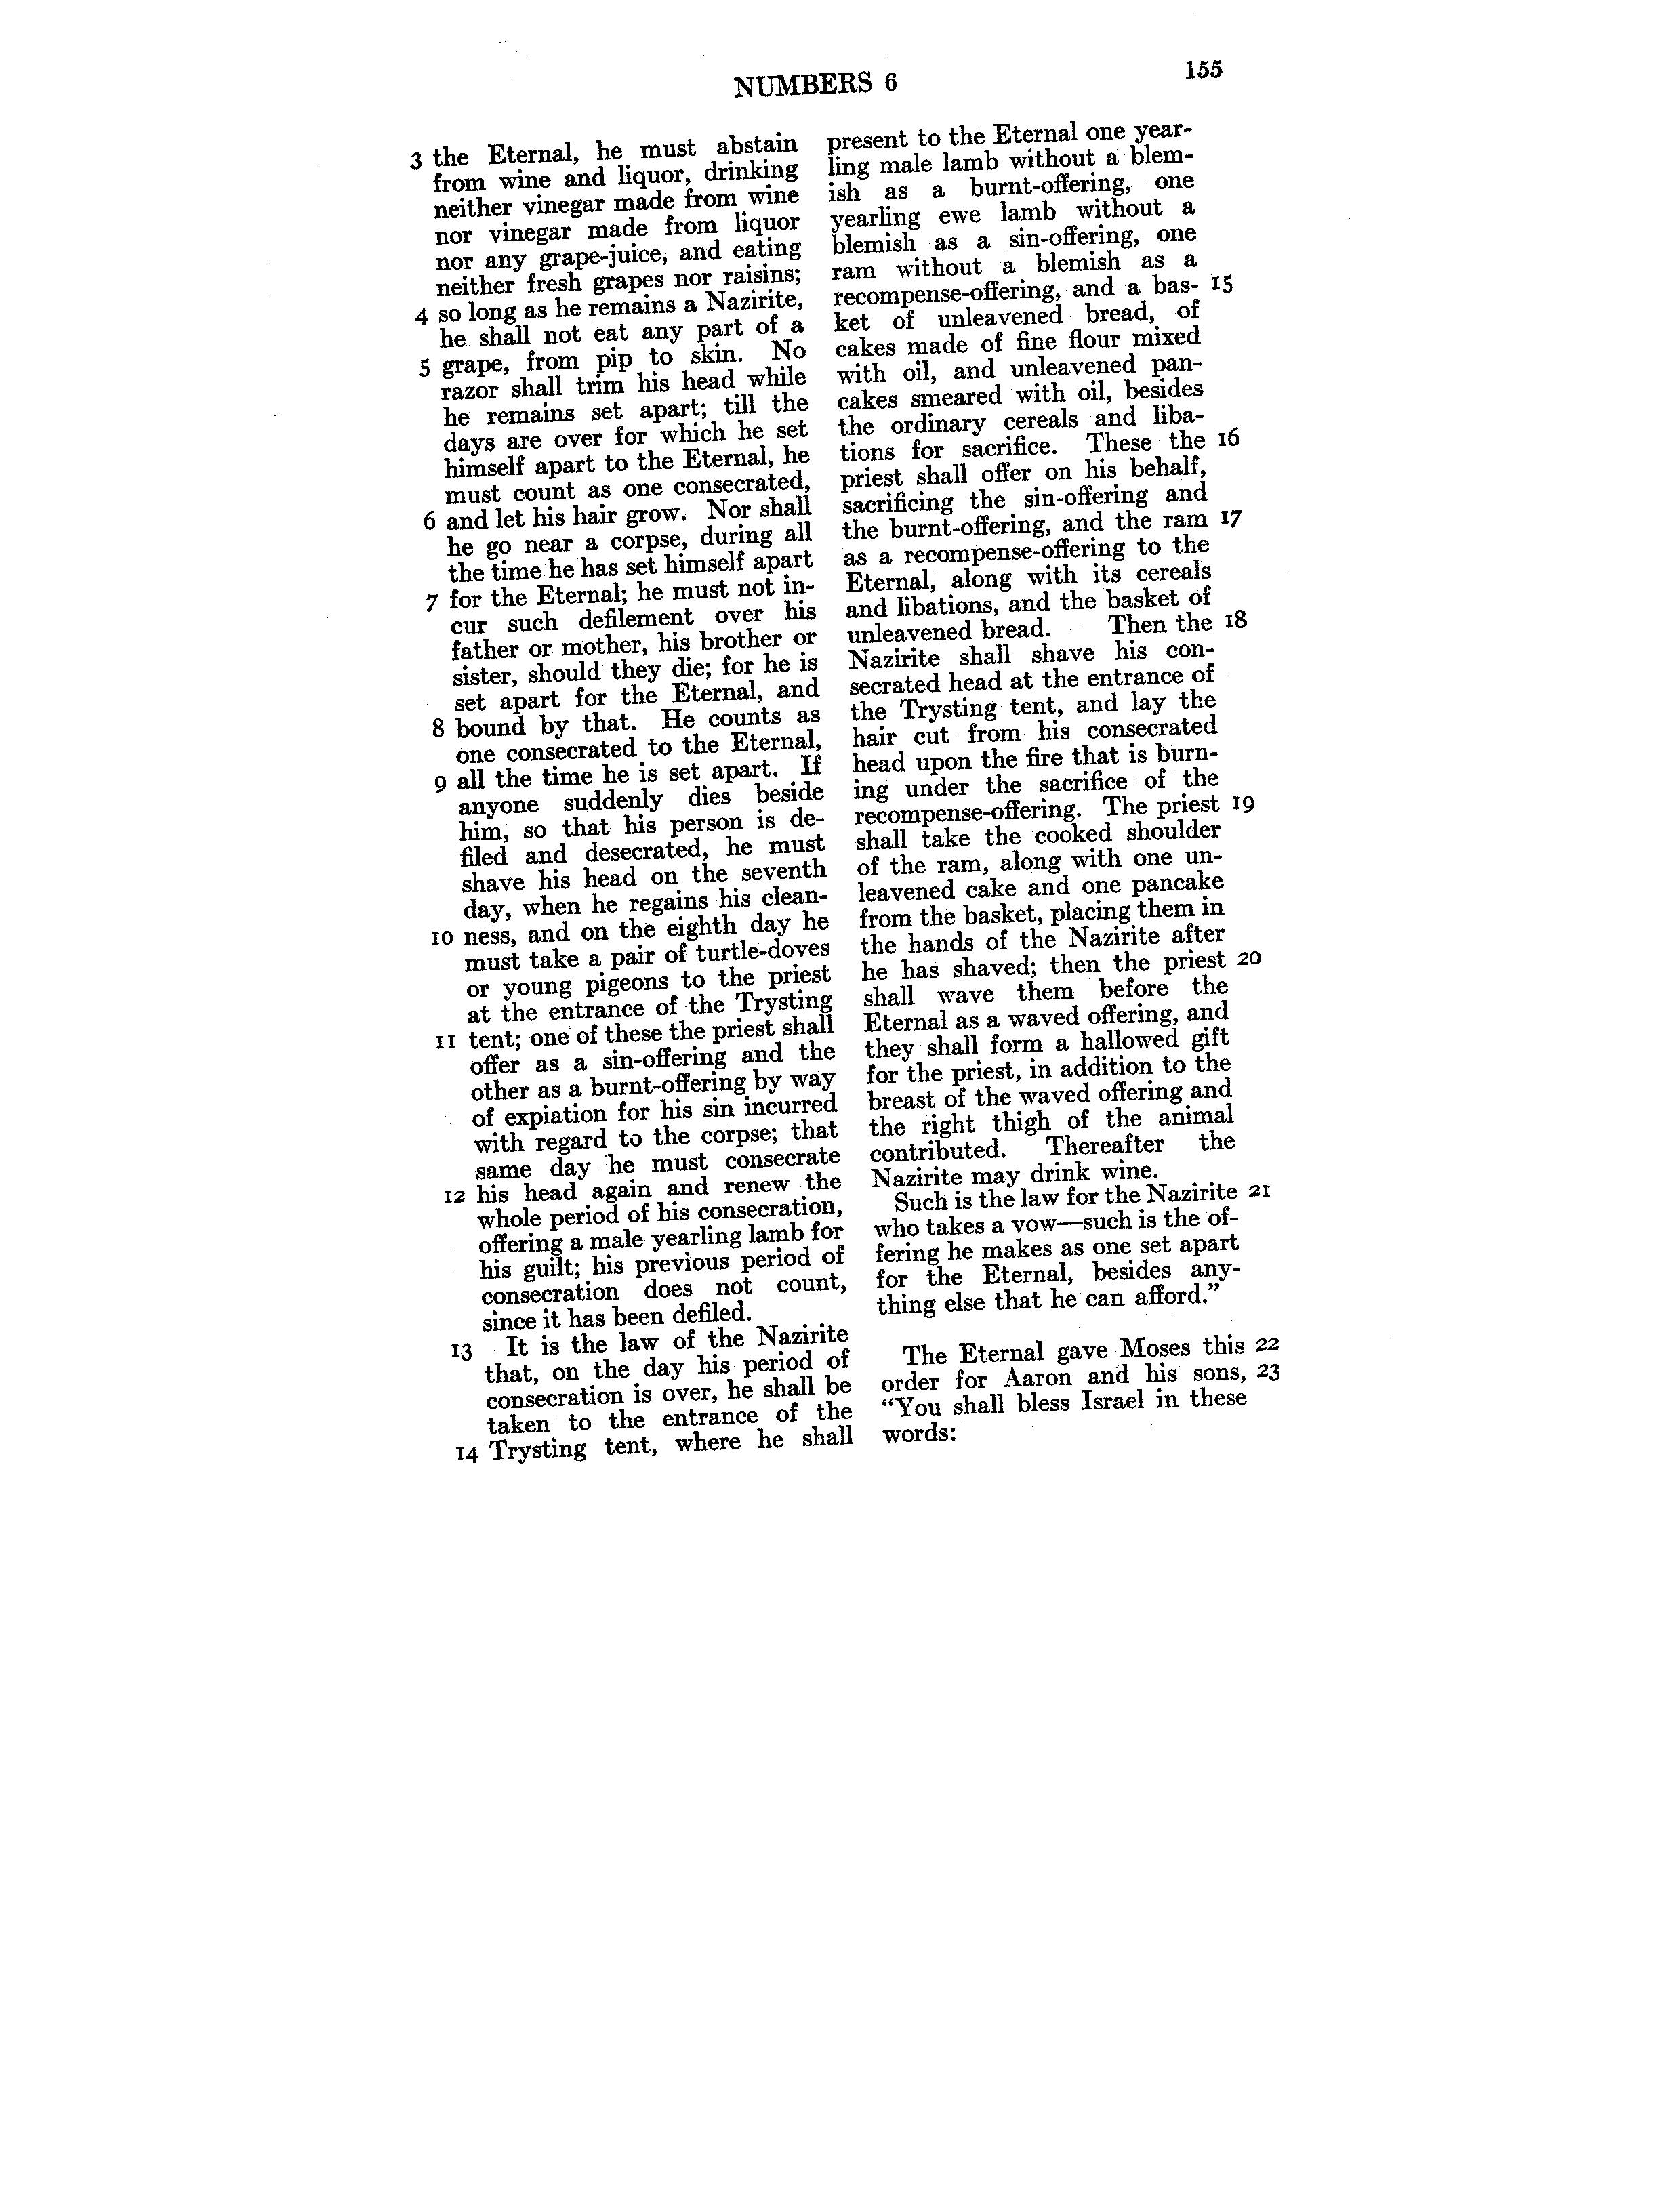 NUMBERS 6
155
3 the Eternal, he must abstain
from wine and liquor, drinking
neither vinegar made from wine
nor vinegar made from liquor
nor any grape-juice, and eating
neither fresh grapes nor raisins;
4 so long as he remains a Nazirite,
he shall not eat any part of a
5 grape, from pip to skin. No
razor shall trim his head while
he remains set apart; till the
days are over for which he set
himself apart to the Eternal, he
must count as one consecrated,
6 and let his hair grow. Nor shall
he go near a corpse, during all
the time he has set himself apart
7 for the Eternal; he must not in-
cur such defilement over his
father or mother, his brother or
sister, should they die; for he is
set apart for the Eternal, and
8 bound by that. He counts as
one consecrated to the Eternal,
9 all the time he is set apart. If
anyone suddenly dies beside
him, so that his person is de-
filed and desecrated, he must
shave his head on the seventh
day, when he regains his clean-
10 ness, and on the eighth day he
must take a pair of turtle-doves
or young pigeons to the priest
at the entrance of the Trysting
11 tent; one of these the priest shall
offer as a sin-offering and the
other as a burnt-offering by way
of expiation for his sin incurred
with regard to the corpse; that
same day he must consecrate
12 his head again and renew the
whole period of his consecration,
offering a male yearling lamb for
his guilt; his previous period of
consecration does not count,
since it has been defiled.
13 It is the law of the Nazirite
that, on the day his period of
consecration is over, he shall be
taken to the entrance of the
14 Trysting tent, where he shall
present to the Eternal one year-
ling male lamb without a blem-
ish as a burnt-offering, one
yearling ewe lamb without a
blemish as a sin-offering, one
ram without a blemish as a
recompense-offering, and a bas- 15
ket of unleavened bread, of
cakes made of fine flour mixed
with oil, and unleavened pan-
cakes smeared with oil, besides
the ordinary cereals and liba-
tions for sacrifice. These the 16
priest shall offer on his behalf,
sacrificing the sin-offering and
the burnt-offering, and the ram 17
as a recompense-offering to the
Eternal, along with its cereals
and libations, and the basket of
unleavened bread. Then the 18
Nazirite shall shave his con-
secrated head at the entrance of
the Trysting tent, and lay the
hair cut from his consecrated
head upon the fire that is burn-
ing under the sacrifice of the
recompense-offering. The priest 19
shall take the cooked shoulder
of the ram, along with one un-
leavened cake and one pancake
from the basket, placing them in
the hands of the Nazirite after
he has shaved; then the priest 20
shall wave them before the
Eternal as a waved offering, and
they shall form a hallowed gift
for the priest, in addition to the
breast of the waved offering and
the right thigh of the animal
contributed. Thereafter the
Nazirite may drink wine.
Such is the law for the Nazirite 21
who takes a vow—such is the of-
fering he makes as one set apart
for the Eternal, besides any-
thing else that he can afford.”
The Eternal gave Moses this 22
order for Aaron and his sons, 23
“You shall bless Israel in these
words: